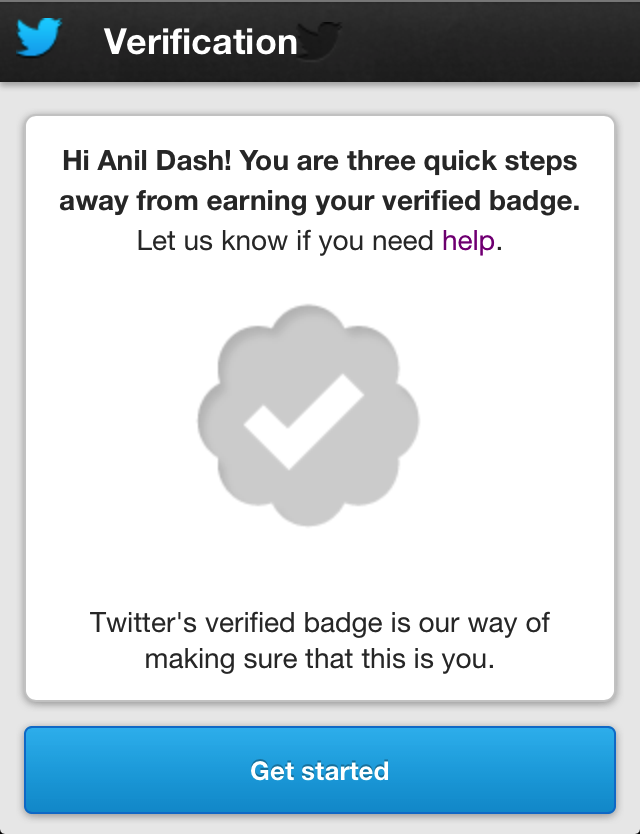 Verification
Hi Anil Dash! You are three quick steps
away from earning your verified badge.
Let us know if you need help.
Twitter's verified badge is our way of
making sure that this is you.
Get started